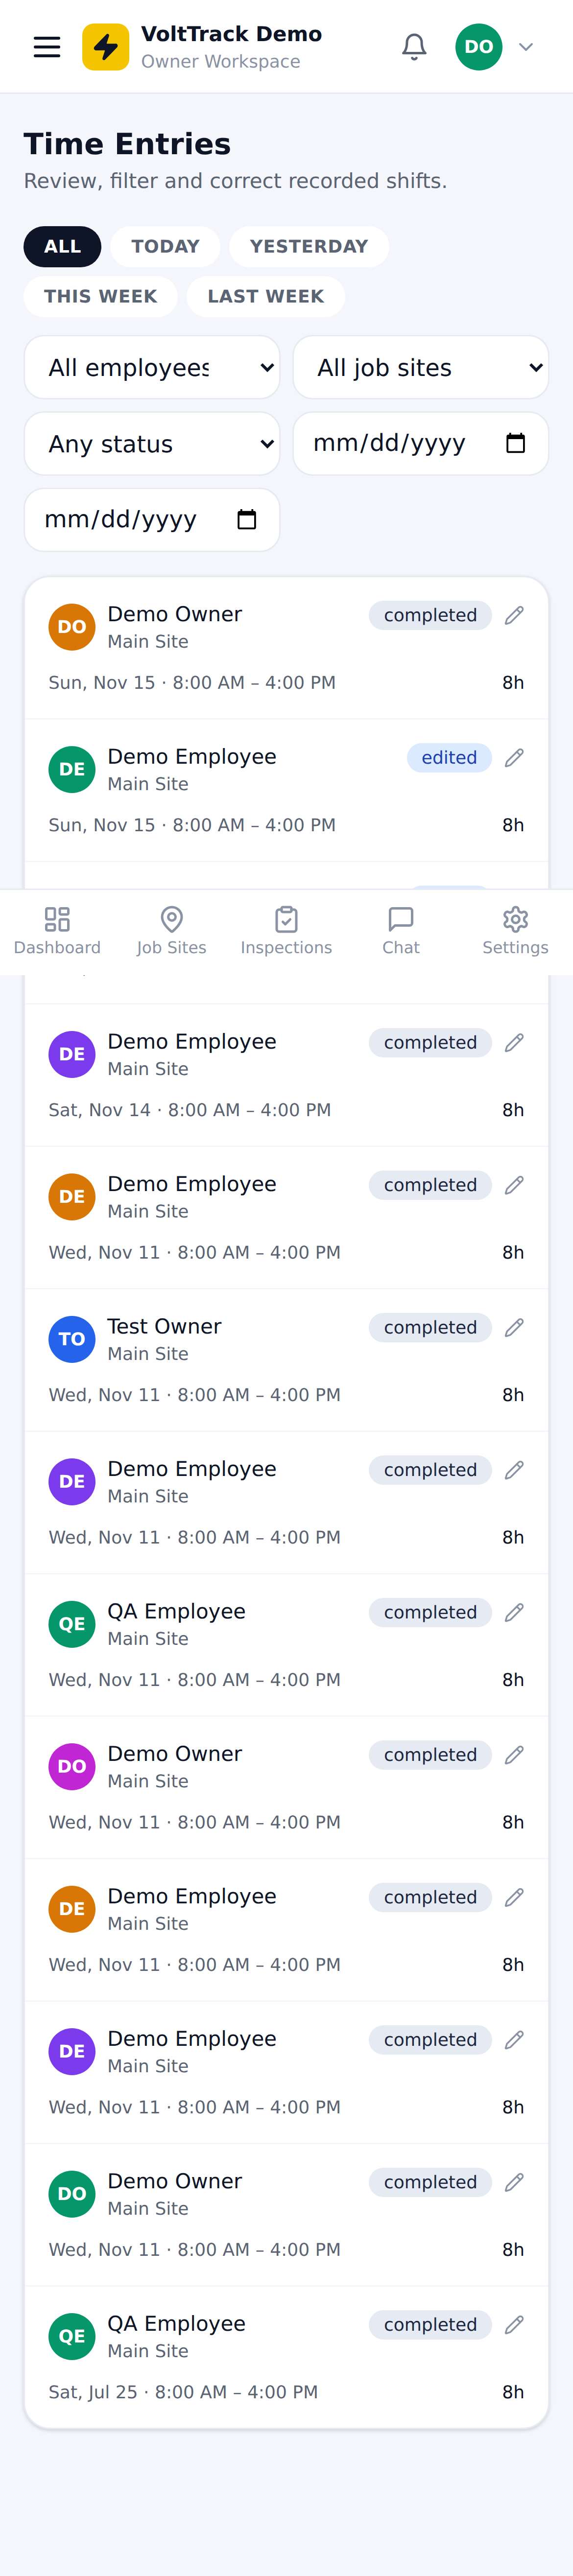 VoltTrack Demo
Owner Workspace
DO
Time Entries
Review, filter and correct recorded shifts.
ALL
TODAY
YESTERDAY
THIS WEEK
LAST WEEK
All employees
All job sites
Any status
mm/dd/yyyy
mm/dd/yyyy
DO
Demo Owner
completed
Main Site
Sun, Nov 15 · 8:00 AM – 4:00 PM
8h
DE
Demo Employee
edited
Main Site
Sun, Nov 15 · 8:00 AM – 4:00 PM
8h
Dashboard
Job Sites
Inspections
Chat
Settings
DE
Demo Employee
completed
Main Site
Sat, Nov 14 · 8:00 AM – 4:00 PM
8h
DE
Demo Employee
completed
Main Site
Wed, Nov 11 · 8:00 AM – 4:00 PM
8h
TO
Test Owner
completed
Main Site
Wed, Nov 11 · 8:00 AM – 4:00 PM
8h
DE
Demo Employee
completed
Main Site
Wed, Nov 11 · 8:00 AM – 4:00 PM
8h
QE
QA Employee
completed
Main Site
Wed, Nov 11 · 8:00 AM – 4:00 PM
8h
DO
Demo Owner
completed
Main Site
Wed, Nov 11 · 8:00 AM – 4:00 PM
8h
DE
Demo Employee
completed
Main Site
Wed, Nov 11 · 8:00 AM – 4:00 PM
8h
DE
Demo Employee
completed
Main Site
Wed, Nov 11 · 8:00 AM – 4:00 PM
8h
DO
Demo Owner
completed
Main Site
Wed, Nov 11 · 8:00 AM – 4:00 PM
8h
QE
QA Employee
completed
Main Site
Sat, Jul 25 · 8:00 AM – 4:00 PM
8h